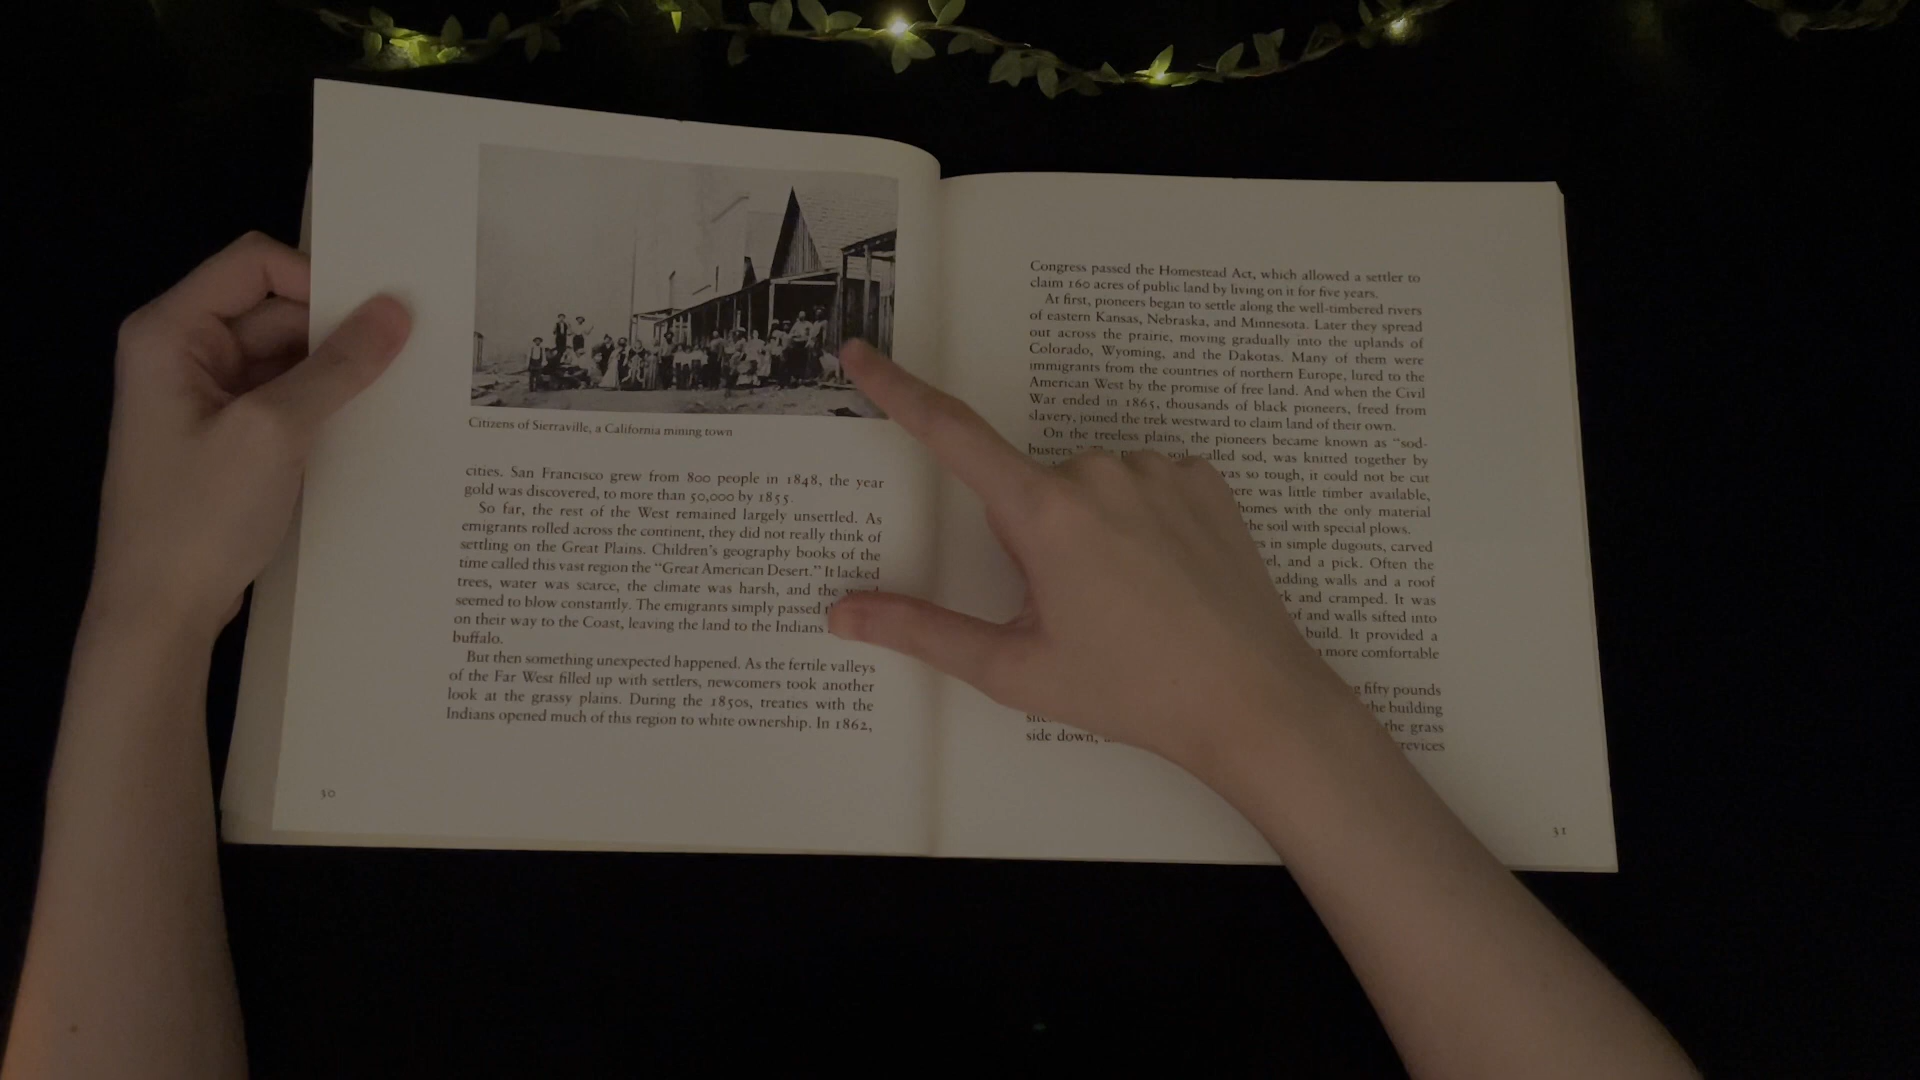 Citizens of Sierraville, a California mining town
cities. San Francisco grew from 800 people in 1848, the year
gold was discovered, to more than 50,000 by 1855.
So far, the rest of the West remained largely unsettled. As
emigrants rolled across the continent, they did not really think of
settling on the Great Plains. Children's geography books of the
time called this vast region the "Great American Desert." It lacked
trees, water was scarce, the climate was harsh, and the wind
seemed to blow constantly. The emigrants simply passed
on their way to the Coast, leaving the land to the Indians
buffalo.
But then something unexpected happened. As the fertile valleys
of the Far West filled up with settlers, newcomers took another
look at the grassy plains. During the 1850s, treaties with the
Indians opened much of this region to white ownership. In 1862,
30
Congress passed the Homestead Act, which allowed a settler to
claim 160 acres of public land by living on it for five years.
At first, pioneers began to settle along the well-timbered rivers
of eastern Kansas, Nebraska, and Minnesota. Later they spread
out across the prairie, moving gradually into the uplands of
Colorado, Wyoming, and the Dakotas. Many of them were
immigrants from the countries of northern Europe, lured to the
American West by the promise of free land. And when the Civil
War ended in 1865, thousands of black pioneers, freed from
slavery, joined the trek westward to claim land of their own.
On the treeless plains, the pioneers became known as "sod-
busters." soil, called sod, was knitted together by
was so tough, it could not be cut
there was little timber available,
homes with the only material
the soil with special plows.
in simple dugouts, carved
and a pick. Often the
adding walls and a roof
and cramped. It was
and walls sifted into
build. It provided a
a more comfortable
fifty pounds
the building
the grass
side down,
31